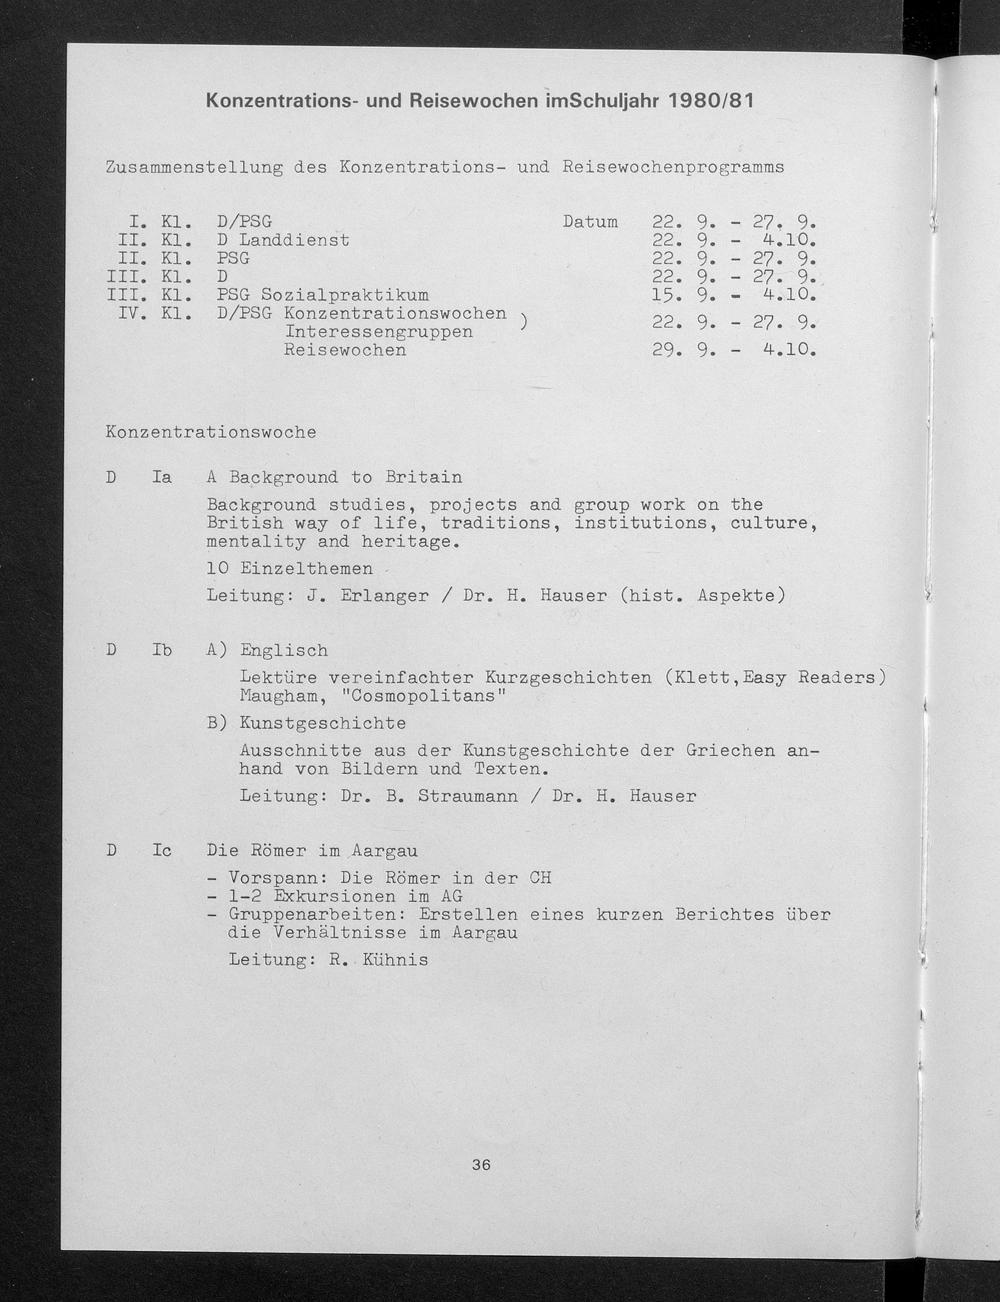 Konzentrations- und Reisewochen imSchuljahr 1980/81
Zusammenstellung des Konzentrations- und Reisewochenprogramms
I. Kl. D/PSG Datum 22. 9. - 27. 9.
II. Kl. D Landdienst 22. 9. - 4.10.
II. Kl. PSG 22. 9. - 27. 9.
III. Kl. D 22. 9. - 27. 9.
III. Kl. PSG Sozialpraktikum 15. 9. - 4.10.
IV. Kl. D/PSG Konzentrationswochen )
Interessengruppen 22. 9. - 27. 9.
Reisewochen 29. 9. - 4.10.
Konzentrationswoche
D Ia A Background to Britain
Background studies, projects and group work on the
British way of life, traditions, institutions, culture,
mentality and heritage.
10 Einzelthemen
Leitung: J. Erlanger / Dr. H. Hauser (hist. Aspekte)
D Ib A) Englisch
Lektüre vereinfachter Kurzgeschichten (Klett,Easy Readers)
Maugham, "Cosmopolitans"
B) Kunstgeschichte
Ausschnitte aus der Kunstgeschichte der Griechen an-
hand von Bildern und Texten.
Leitung: Dr. B. Straumann / Dr. H. Hauser
D Ic Die Römer im Aargau
- Vorspann: Die Römer in der CH
- 1-2 Exkursionen im AG
- Gruppenarbeiten: Erstellen eines kurzen Berichtes über
die Verhältnisse im Aargau
Leitung: R. Kühnis
36